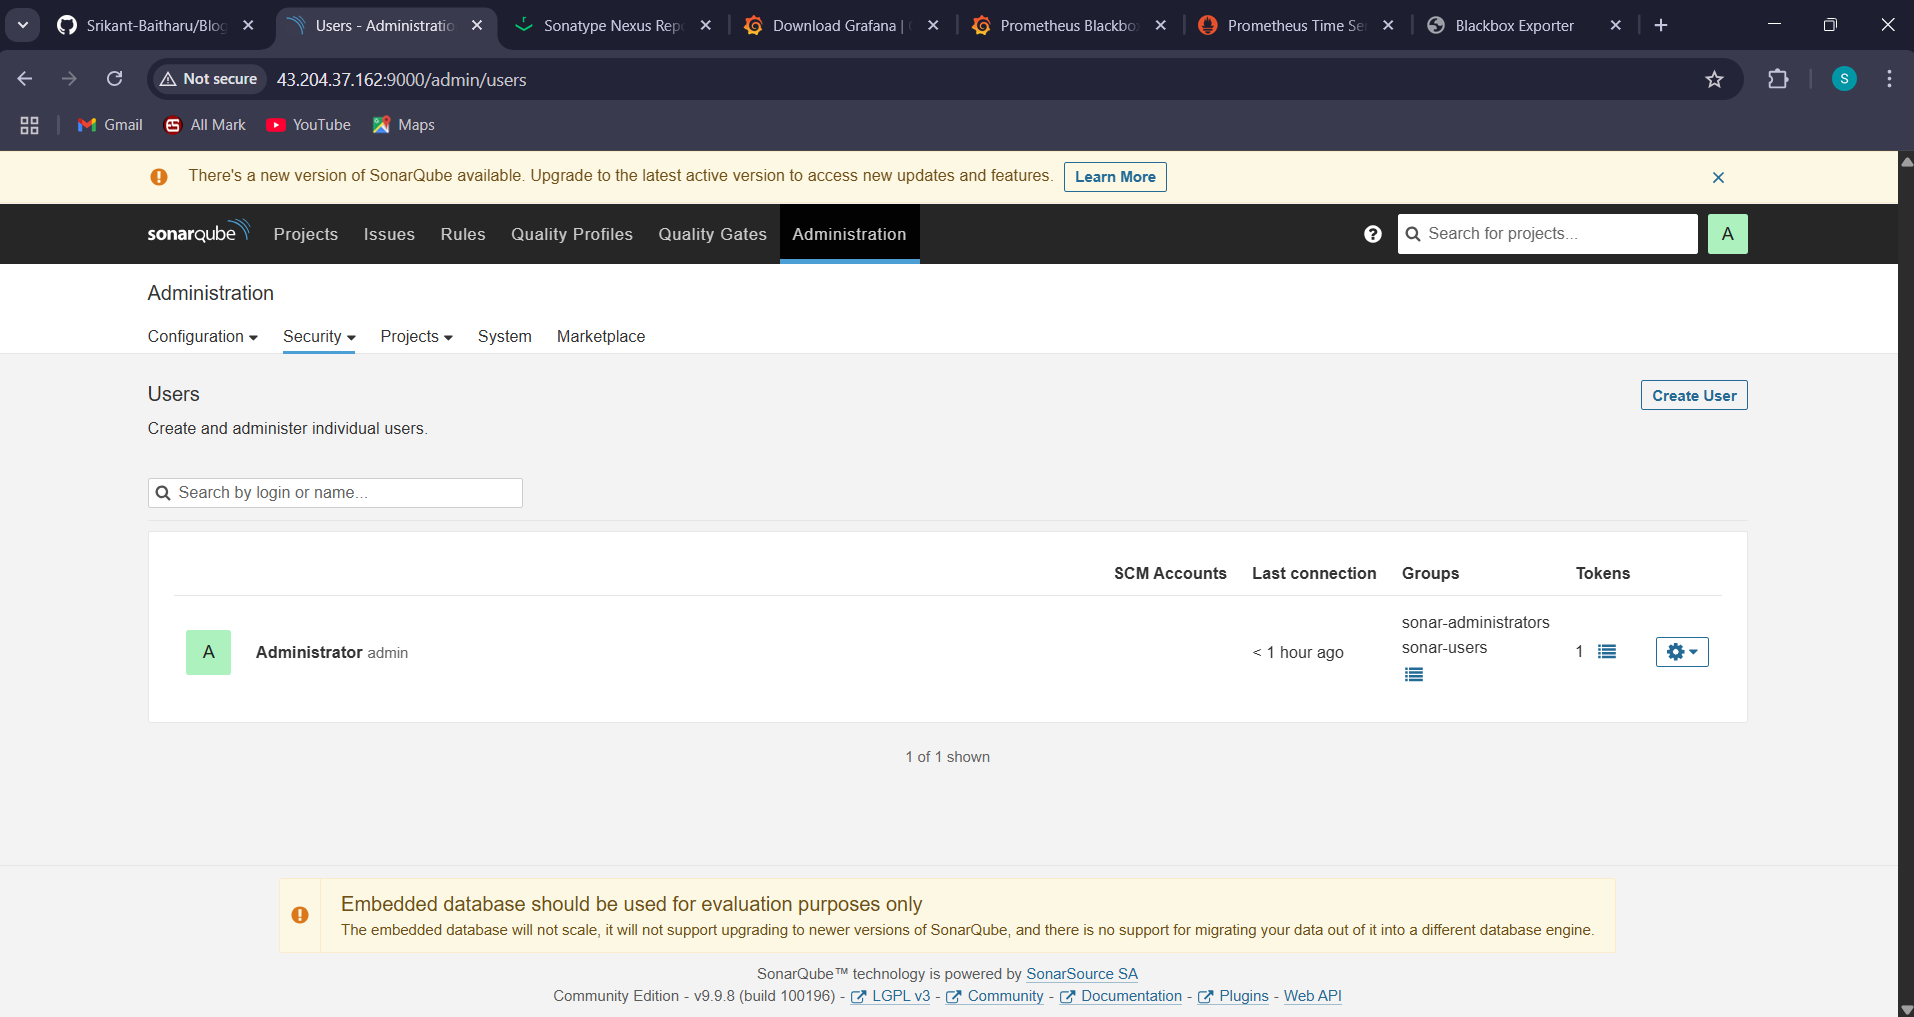 Srikant-Baitharu/Blog
Users - Administratio
Sonatype Nexus Repo
Download Grafana |
Prometheus Blackbo
Prometheus Time Se
Blackbox Exporter
Not secure
43.204.37.162:9000/admin/users
S
Gmail
All Mark
YouTube
Maps
There's a new version of SonarQube available. Upgrade to the latest active version to access new updates and features.
Learn More
sonarqube
Projects
Issues
Rules
Quality Profiles
Quality Gates
Administration
Search for projects...
A
Administration
Configuration
Security
Projects
System
Marketplace
Users
Create User
Create and administer individual users.
Search by login or name...
SCM Accounts
Last connection
Groups
Tokens
A
Administrator admin
< 1 hour ago
sonar-administrators
sonar-users
1
1 of 1 shown
Embedded database should be used for evaluation purposes only
The embedded database will not scale, it will not support upgrading to newer versions of SonarQube, and there is no support for migrating your data out of it into a different database engine.
SonarQube™ technology is powered by SonarSource SA
Community Edition - v9.9.8 (build 100196) - LGPL v3 - Community - Documentation - Plugins - Web API